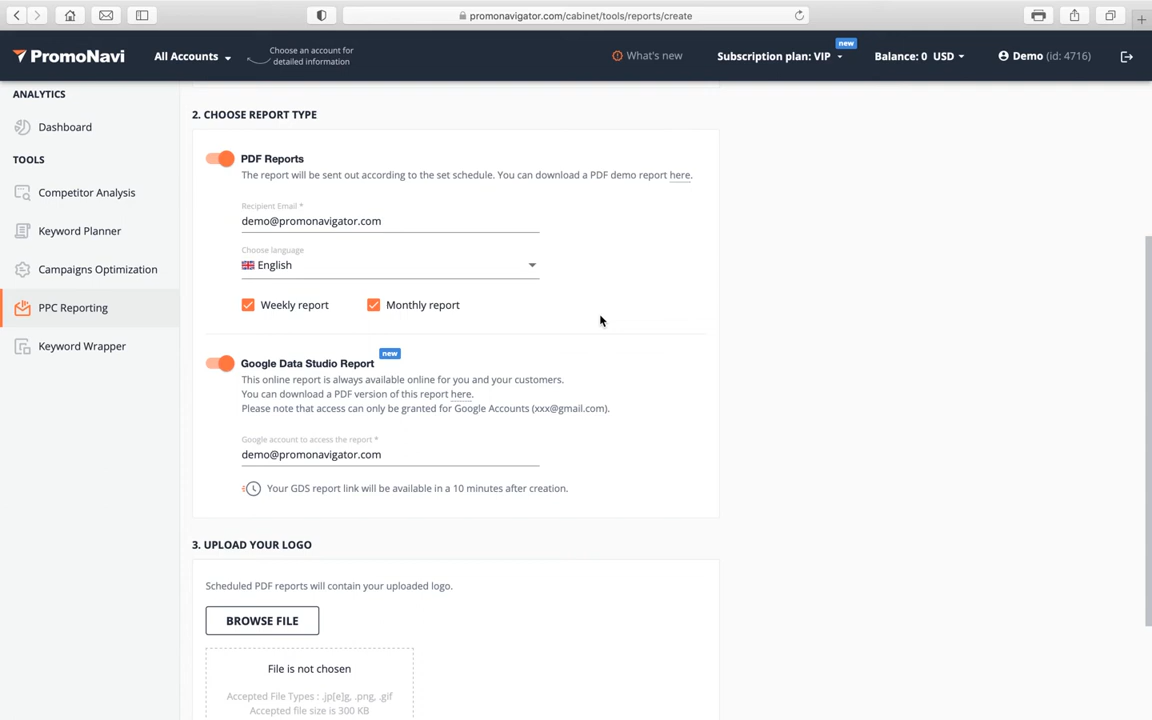 promonavigator.com/cabinet/tools/reports/create
PromoNavi
All Accounts
Choose an account for
detailed information
What's new
Subscription plan: VIP
new
Balance: 0 USD
Demo (id: 4716)
ANALYTICS
Dashboard
TOOLS
Competitor Analysis
Keyword Planner
Campaigns Optimization
PPC Reporting
Keyword Wrapper
2. CHOOSE REPORT TYPE
PDF Reports
The report will be sent out according to the set schedule. You can download a PDF demo report here.
Recipient Email *
demo@promonavigator.com
Choose language
English
Weekly report
Monthly report
Google Data Studio Report
new
This online report is always available online for you and your customers.
You can download a PDF version of this report here.
Please note that access can only be granted for Google Accounts (xxx@gmail.com).
Google account to access the report *
demo@promonavigator.com
Your GDS report link will be available in a 10 minutes after creation.
3. UPLOAD YOUR LOGO
Scheduled PDF reports will contain your uploaded logo.
BROWSE FILE
File is not chosen
Accepted File Types : .jp[e]g, .png, .gif
Accepted file size is 300 KB